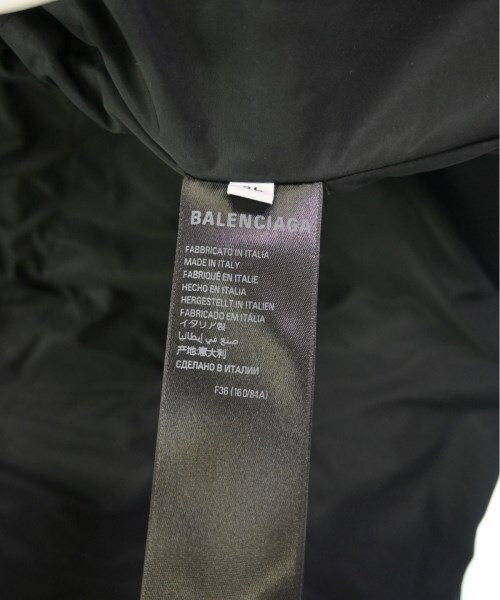 BALENCIAGA
FABBRICATO IN ITALIA
MADE IN ITALY
FABRIQUÉ EN ITALIE
HECHO EN ITALIA
HERGESTELLT IN ITALIEN
FABRICADO EM ITÁLIA
イタリア製
صنع في إيطاليا
产地:意大利
СДЕЛАНО В ИТАЛИИ
F36 (160/84A)